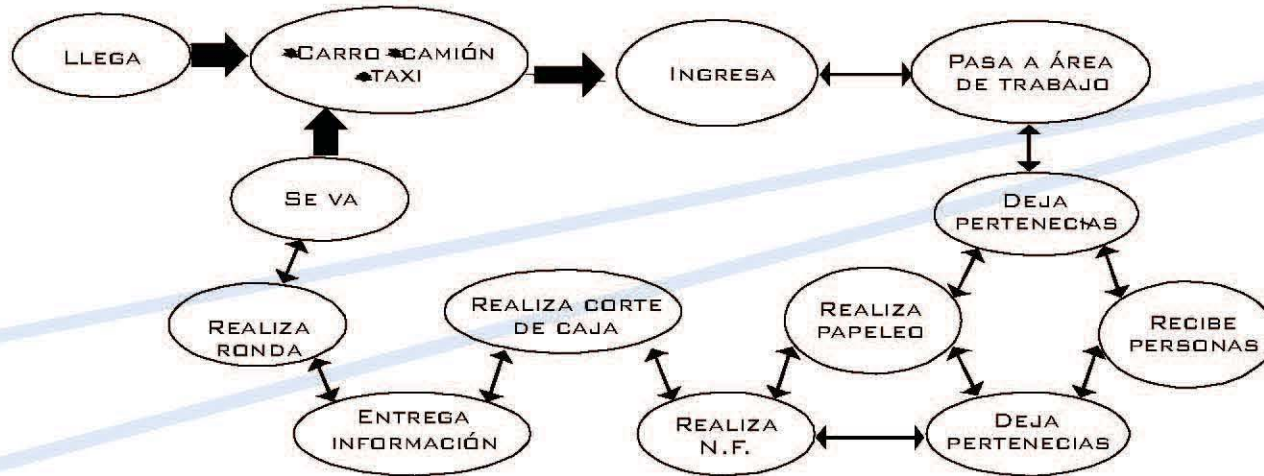 LLEGA
CARRO CAMIÓN
TAXI
INGRESA
PASA A ÁREA
DE TRABAJO
SE VA
DEJA
PERTENECIAS
REALIZA
RONDA
REALIZA CORTE
DE CAJA
REALIZA
PAPELEO
RECIBE
PERSONAS
ENTREGA
INFORMACIÓN
REALIZA
N.F.
DEJA
PERTENECIAS